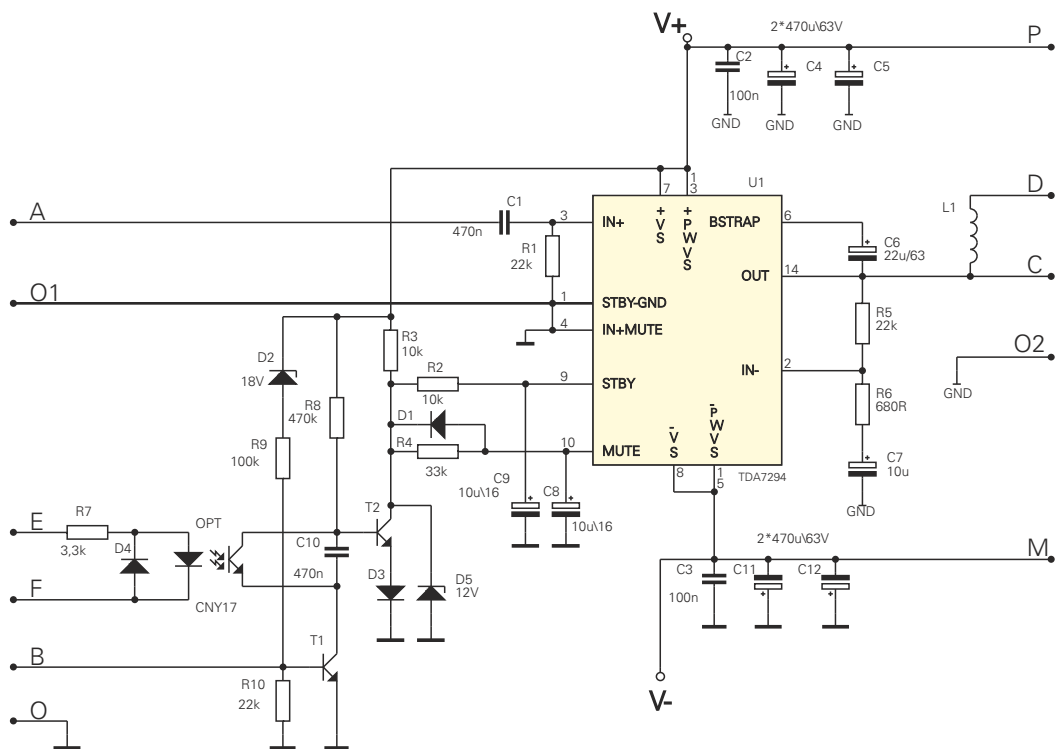 V+
2*470u\63V
P
C2
C4
C5
100n
GND
GND
GND
U1
7
1
3
A
C1
470n
3
IN+
+
V
S
+
P
W
V
S
BSTRAP
6
L1
D
R1
22k
C6
22u/63
OUT
14
C
O1
1
STBY-GND
4
IN+MUTE
R5
22k
R3
10k
O2
D2
18V
R2
10k
9
STBY
IN-
2
GND
R8
470k
R6
680R
D1
R4
33k
10
MUTE
-
V
S
-
P
W
V
S
R9
100k
8
1
5
TDA7294
C7
10u
C9
10u\16
C8
10u\16
GND
E
R7
3,3k
OPT
T2
D4
C10
470n
CNY17
2*470u\63V
M
F
D3
D5
12V
C3
100n
C11
C12
T1
B
R10
22k
O
V-